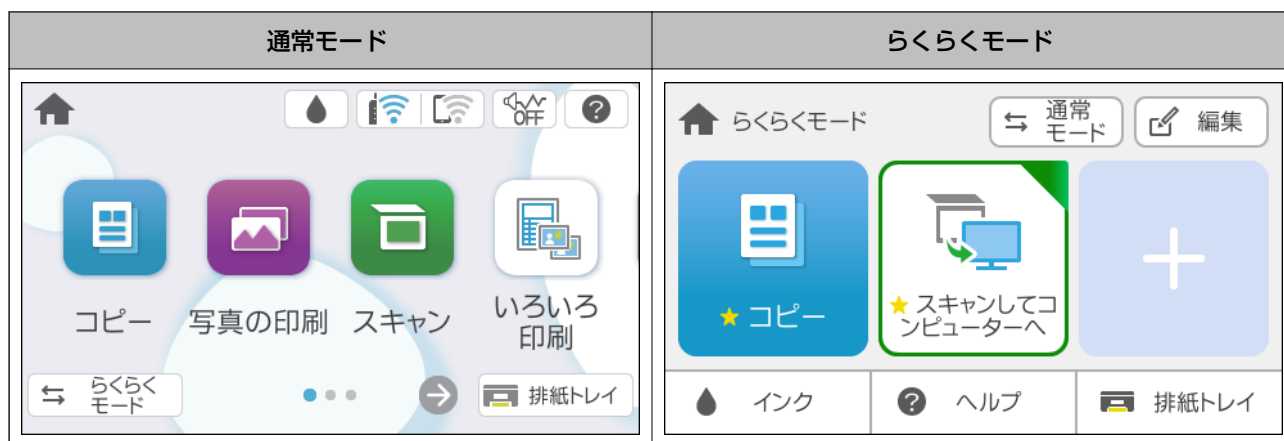 通常モード
らくらくモード
OFF
?
コピー
写真の印刷
スキャン
いろいろ
印刷
らくらく
モード
排紙トレイ
らくらくモード
通常
モード
編集
★コピー
★スキャンしてコ
ンピューターへ
インク
? ヘルプ
排紙トレイ